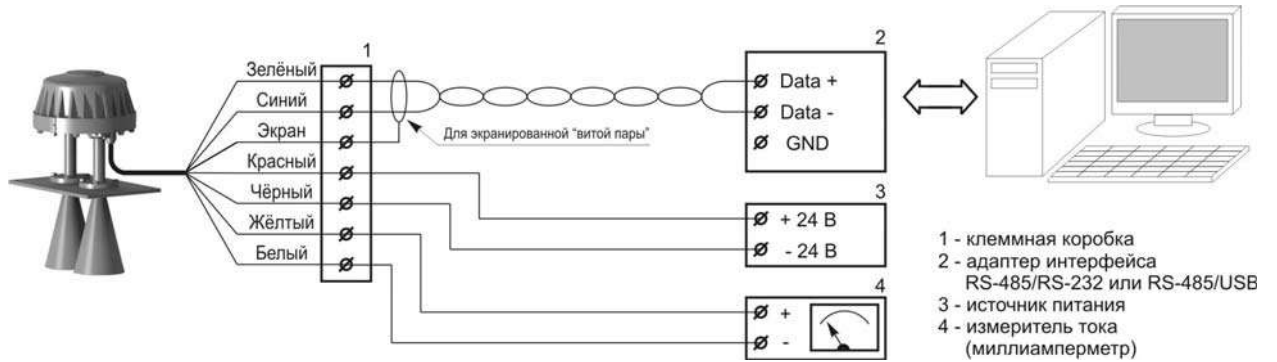 1
Зелёный
Синий
Экран
Красный
Чёрный
Жёлтый
Белый
Для экранированной "витой пары"
2
Data +
Data -
GND
3
+ 24 В
- 24 В
4
+
-
1 - клеммная коробка
2 - адаптер интерфейса
RS-485/RS-232 или RS-485/USB
3 - источник питания
4 - измеритель тока
(миллиамперметр)